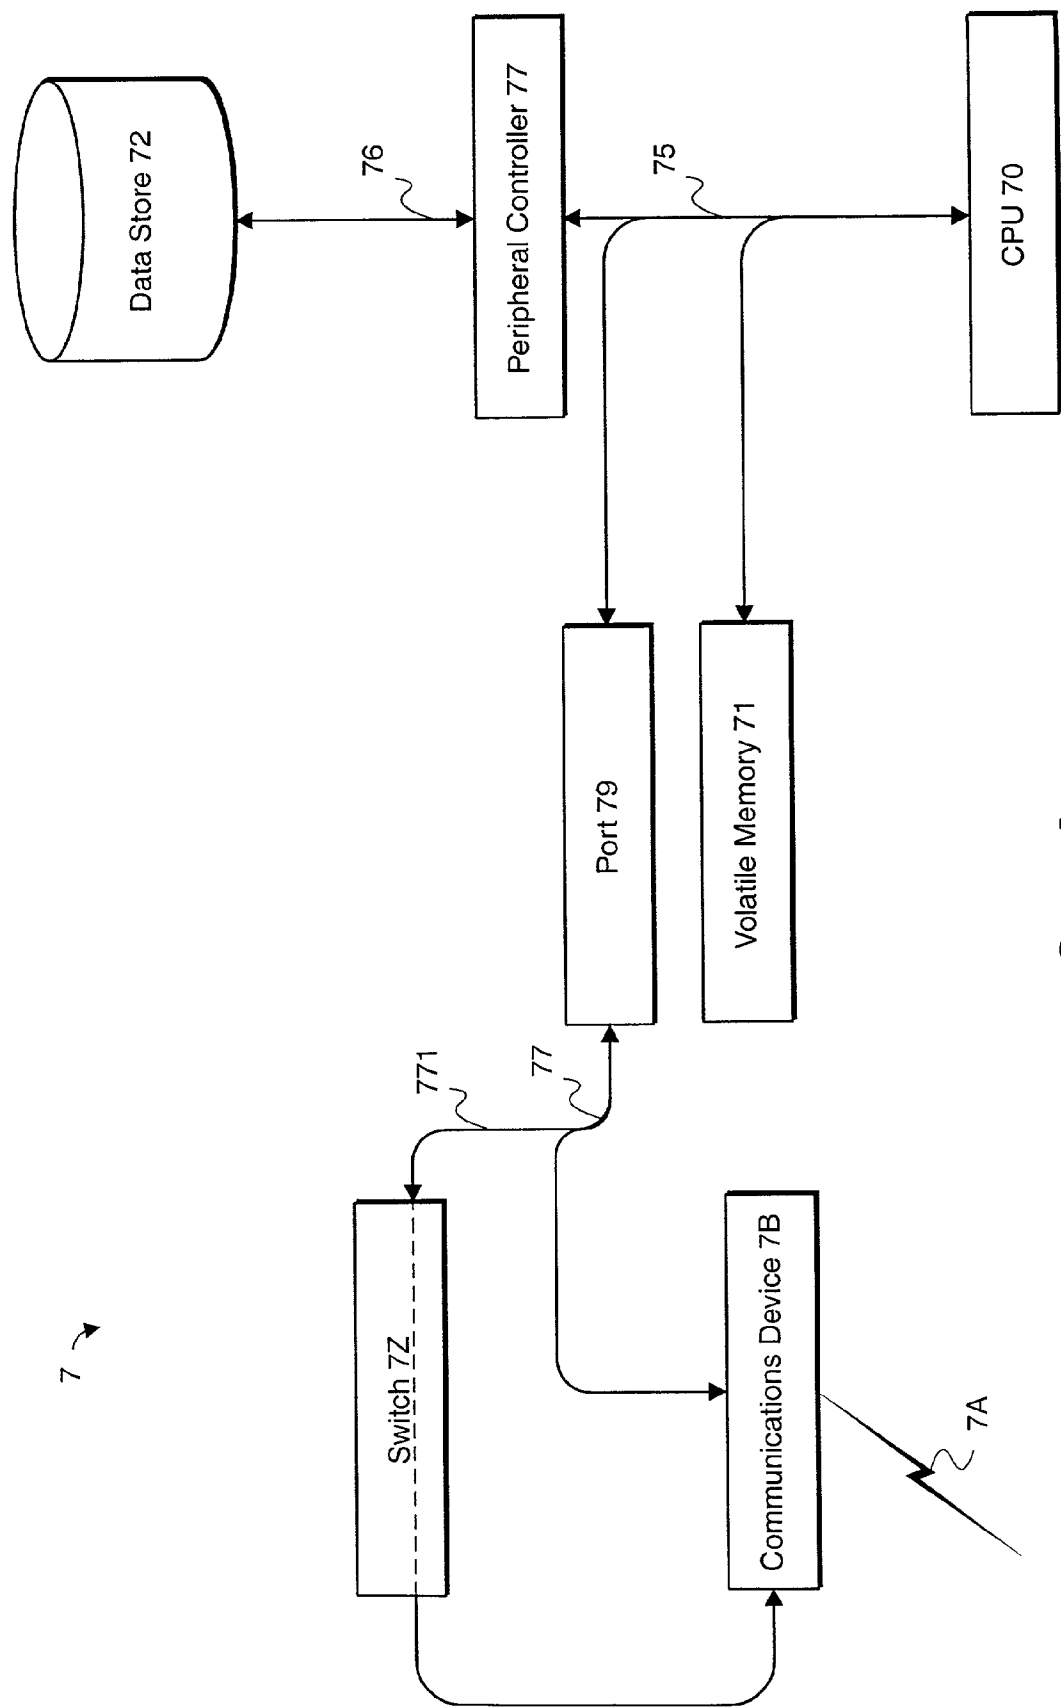 7
Switch 7Z
771
77
Communications Device 7B
7A
Port 79
Volatile Memory 71
Data Store 72
76
Peripheral Controller 77
75
CPU 70